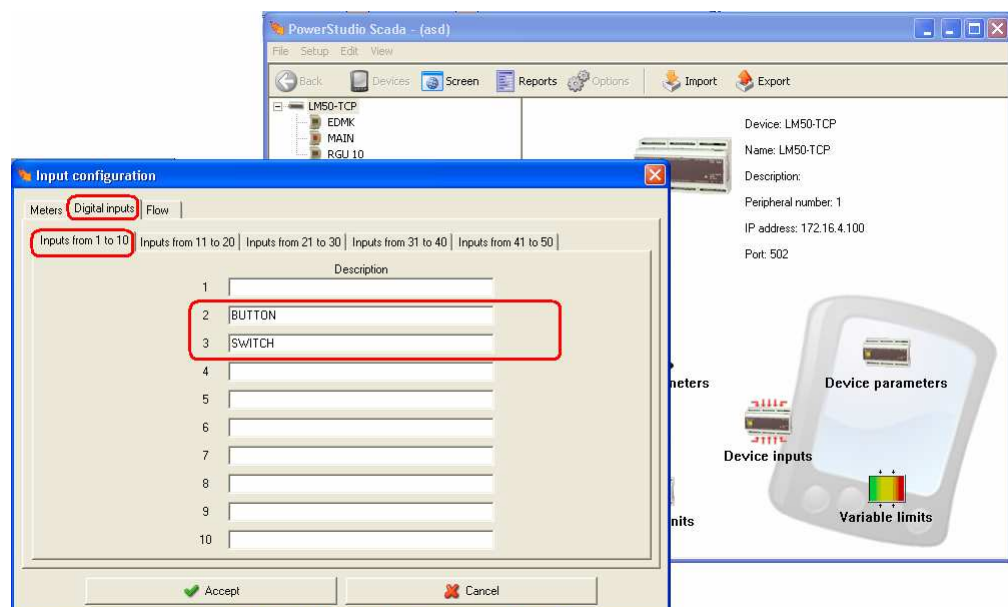 PowerStudio Scada - (asd)
File Setup Edit View
Back Devices Screen Reports Options Import Export
LM50-TCP
EDMK
MAIN
RGU 10
Device: LM50-TCP
Name: LM50-TCP
Description:
Peripheral number: 1
IP address: 172.16.4.100
Port: 502
Device parameters
Device inputs
Variable limits
Input configuration
Meters Digital inputs Flow
Inputs from 1 to 10 Inputs from 11 to 20 Inputs from 21 to 30 Inputs from 31 to 40 Inputs from 41 to 50
Description
1
2 BUTTON
3 SWITCH
4
5
6
7
8
9
10
Accept Cancel